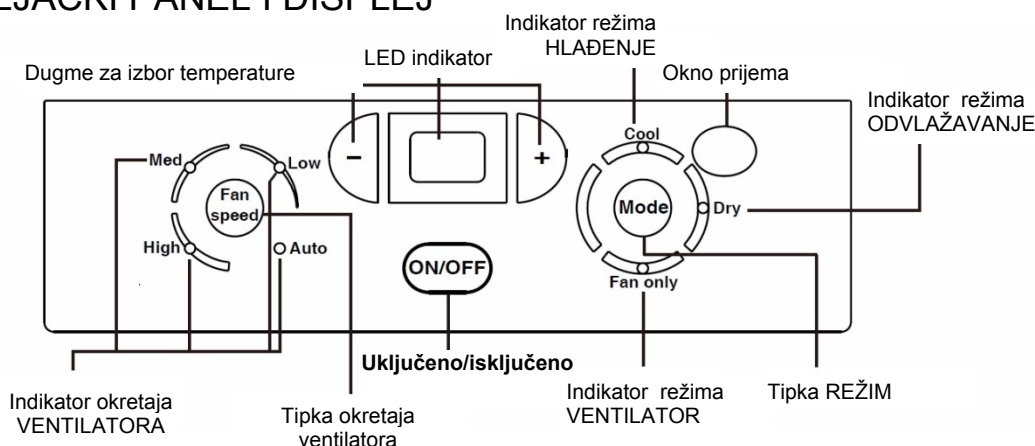 PANEL I DISPLEJ
Indikator režima
HLAĐENJE
LED indikator
Dugme za izbor temperature
Okno prijema
Indikator režima
ODVLAŽAVANJE
Cool
Med
Low
-
+
Fan
speed
Mode
Dry
High
Auto
ON/OFF
Fan only
Uključeno/isključeno
Indikator okretaja
VENTILATORA
Tipka okretaja
ventilatora
Indikator režima
VENTILATOR
Tipka REŽIM